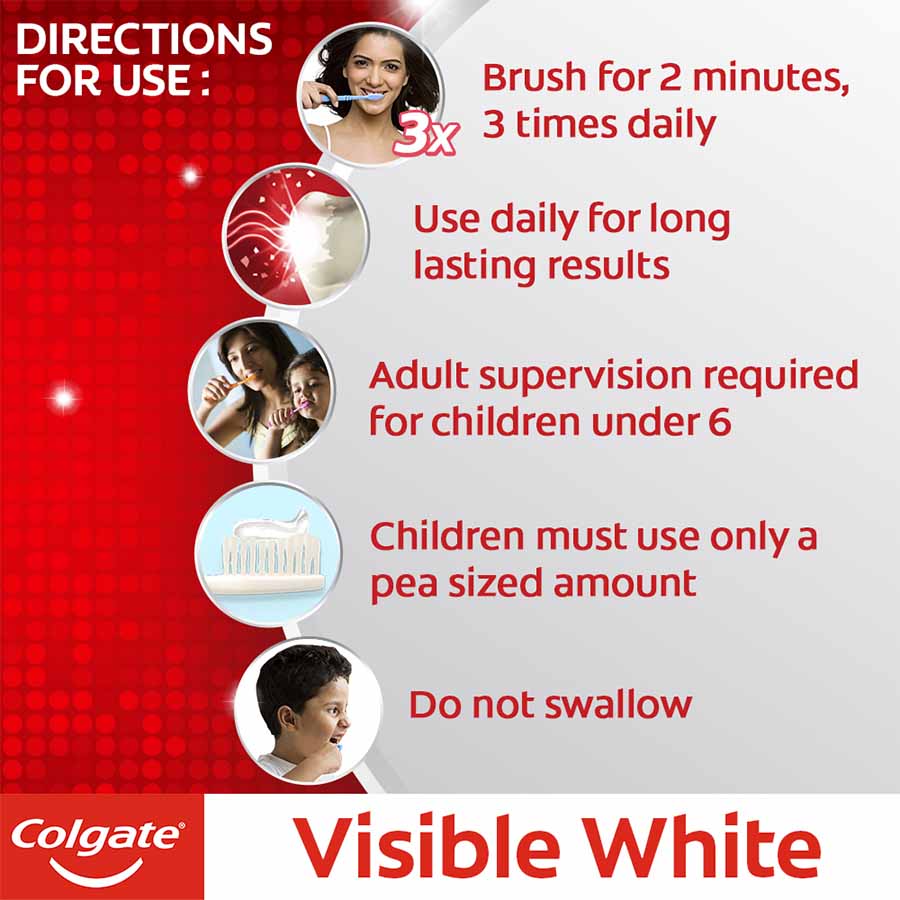 DIRECTIONS
FOR USE :
3x
Brush for 2 minutes,
3 times daily
Use daily for long
lasting results
Adult supervision required
for children under 6
Children must use only a
pea sized amount
Do not swallow
Colgate®
Visible White